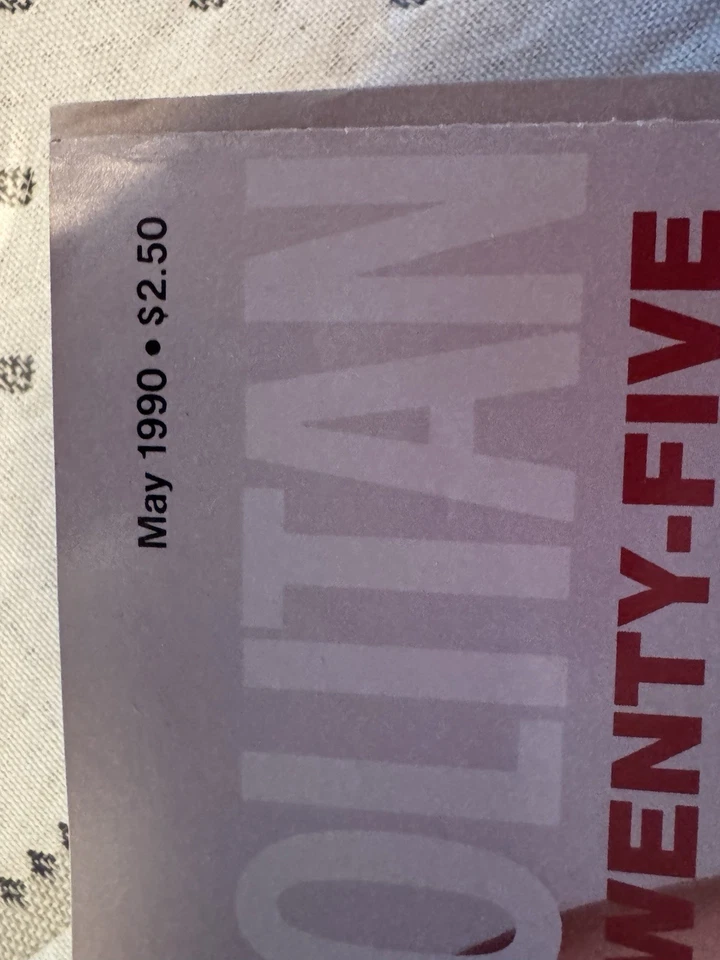 May 1990 • $2.50
OLITAN
WENTY-FIVE